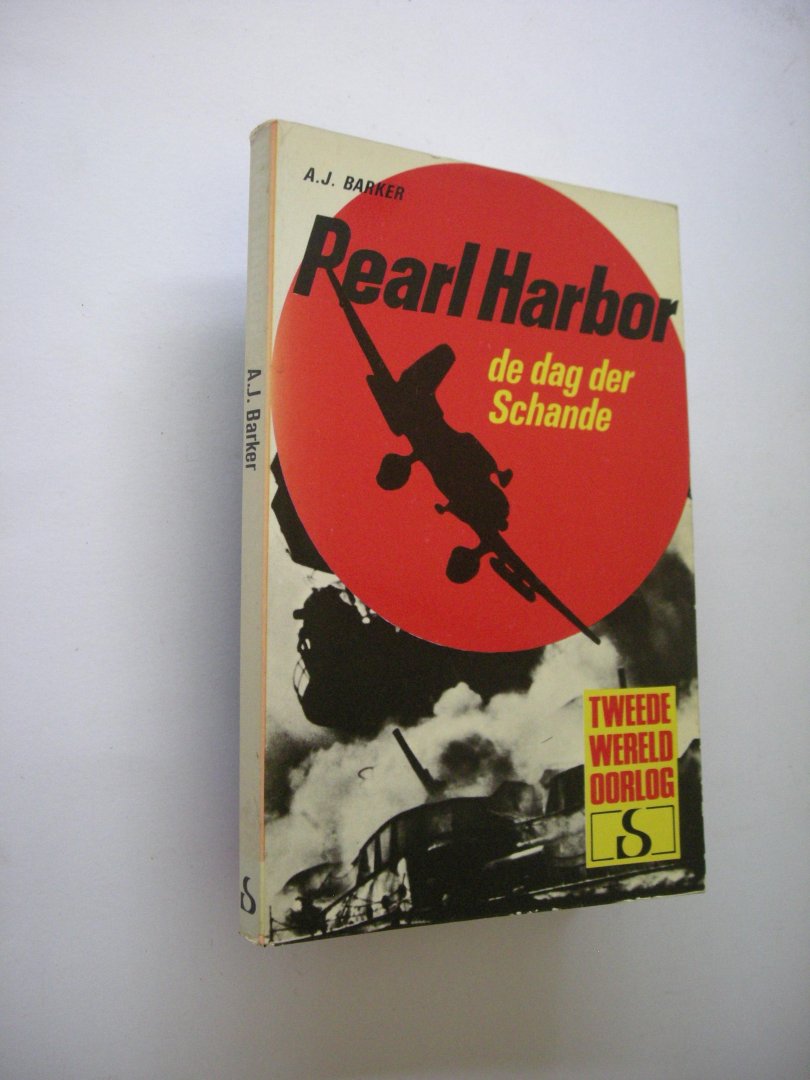 A.J. BARKER
Pearl Harbor
de dag der
Schande
TWEEDE
WERELD
OORLOG
S
A.J. Barker
S